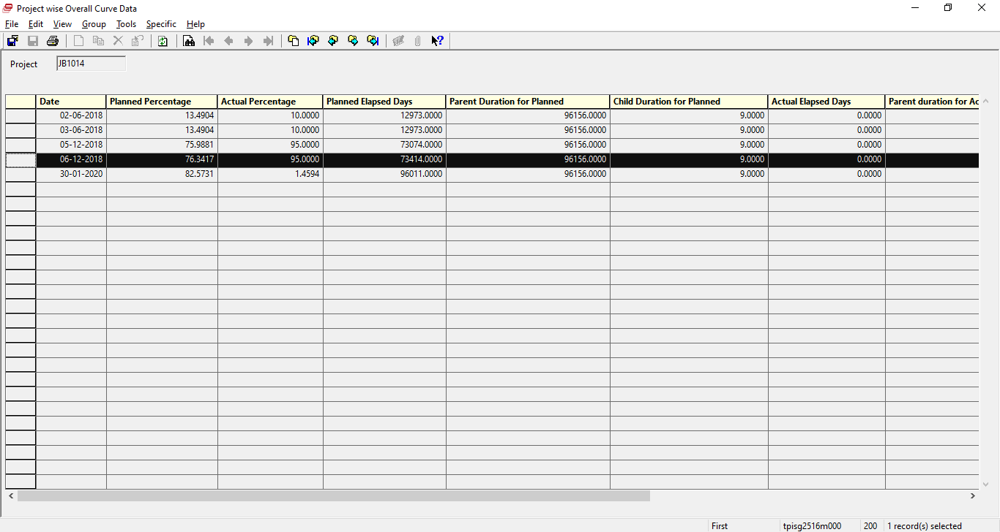 Project wise Overall Curve Data
File Edit View Group Tools Specific Help
Project JB1014
Date Planned Percentage Actual Percentage Planned Elapsed Days Parent Duration for Planned Child Duration for Planned Actual Elapsed Days Parent duration for Ac
02-06-2018 13.4904 10.0000 12973.0000 96156.0000 9.0000 0.0000
03-06-2018 13.4904 10.0000 12973.0000 96156.0000 9.0000 0.0000
05-12-2018 75.9881 95.0000 73074.0000 96156.0000 9.0000 0.0000
06-12-2018 76.3417 95.0000 73414.0000 96156.0000 9.0000 0.0000
30-01-2020 82.5731 1.4594 96011.0000 96156.0000 9.0000 0.0000
First tpisg2516m000 200 1 record(s) selected